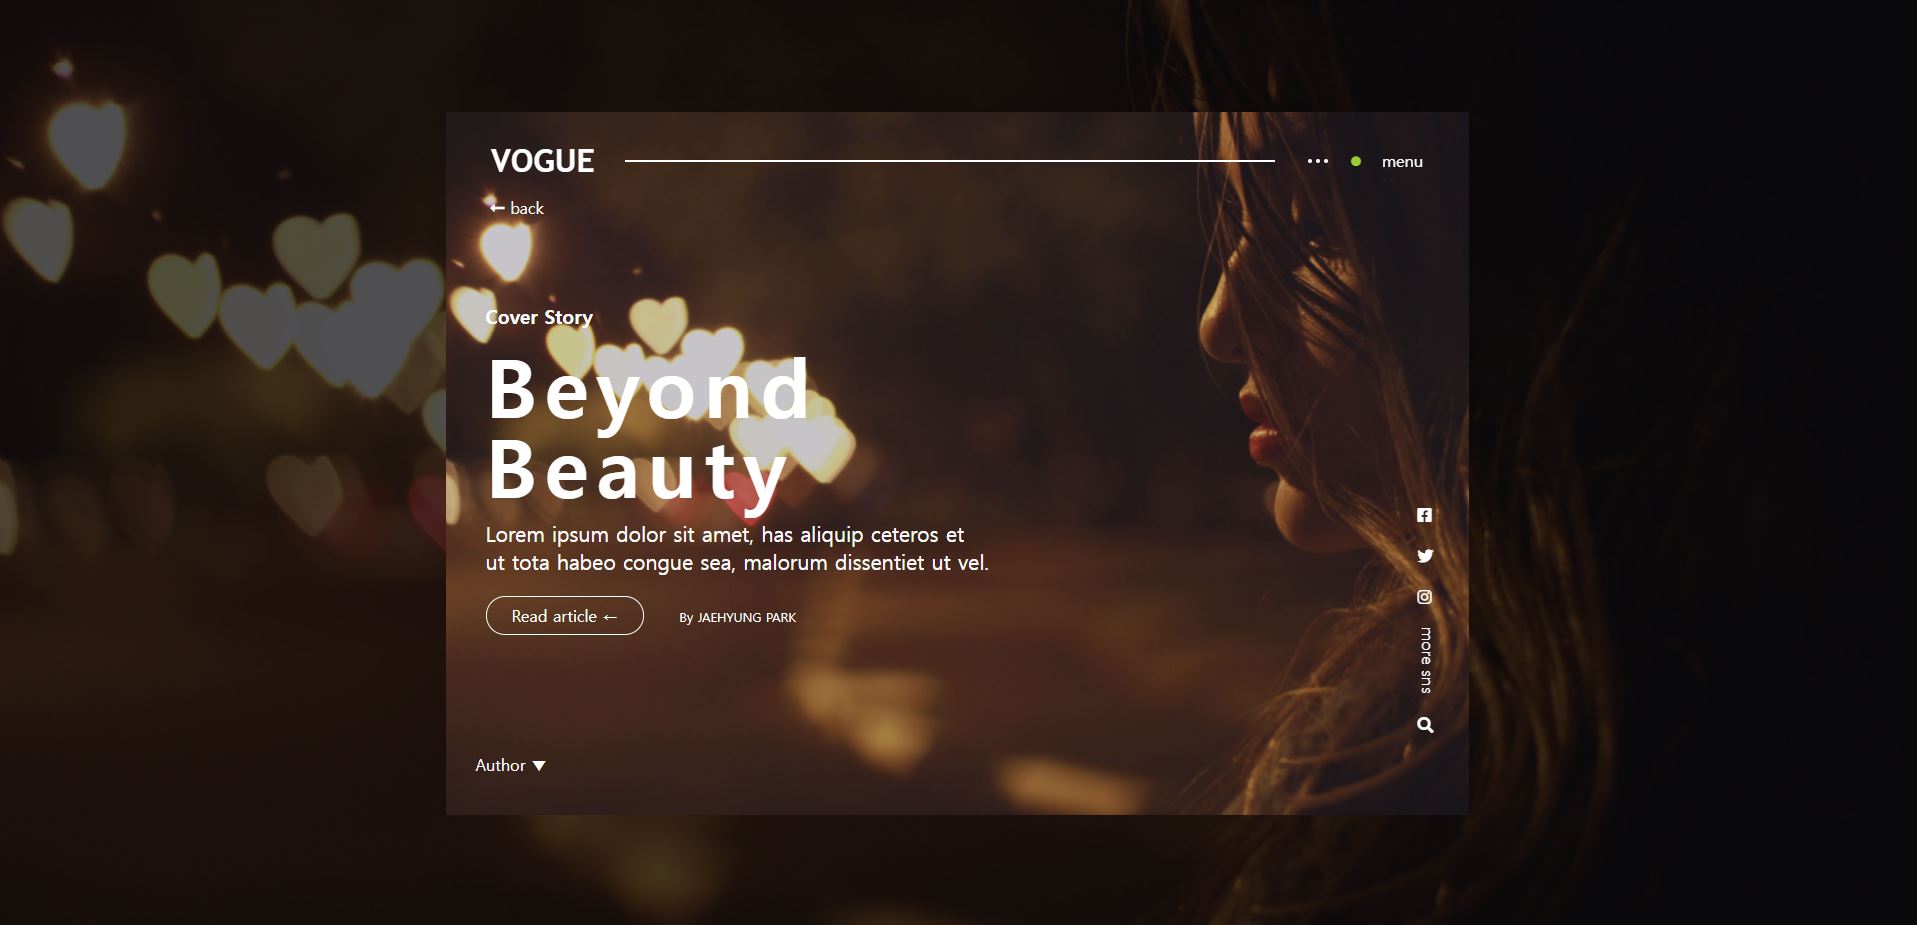 VOGUE
menu
← back
Cover Story
Beyond
Beauty
Lorem ipsum dolor sit amet, has aliquip ceteros et
ut tota habeo congue sea, malorum dissentiet ut vel.
Read article ←
By JAEHYUNG PARK
more sns
Author ▼